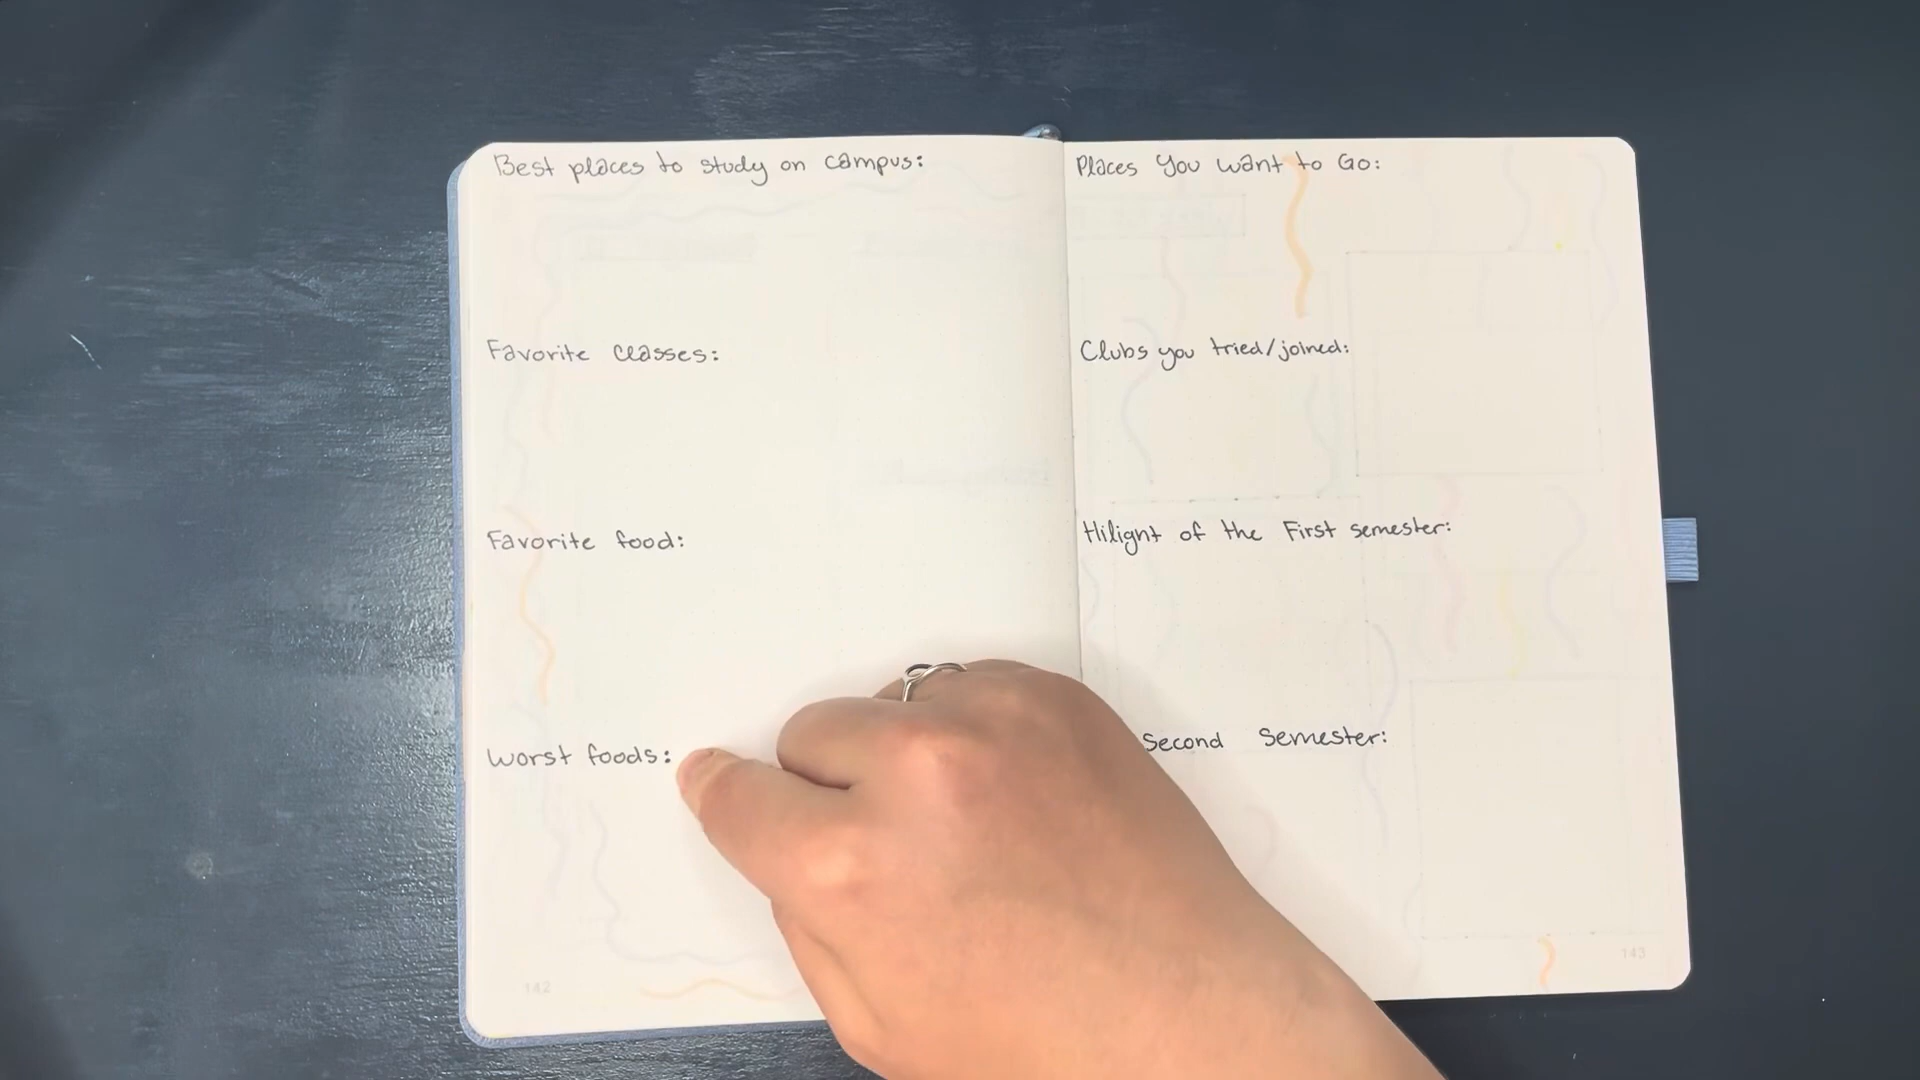 Best places to study on campus:
Favorite classes:
Favorite food:
Worst foods:
142
Places You want to Go:
Clubs you tried/joined:
Hilight of the First semester:
Second Semester:
143